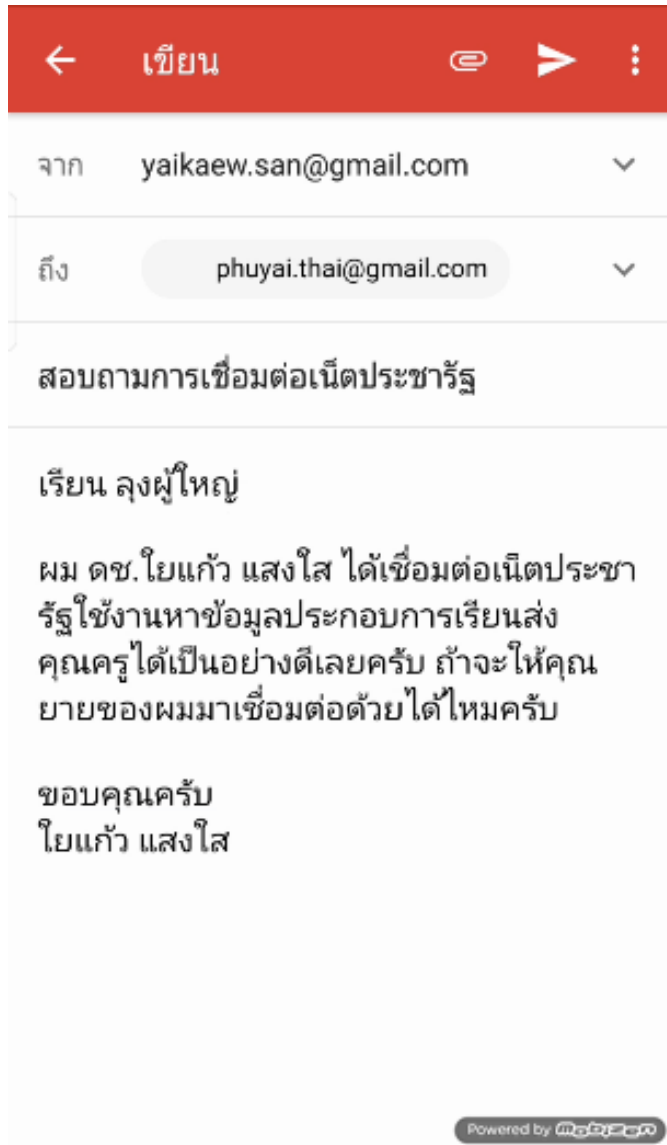 เขียน
จาก yaikaew.san@gmail.com
ถึง phuyai.thai@gmail.com
สอบถามการเชื่อมต่อเน็ตประชารัฐ
เรียน ลุงผู้ใหญ่
ผม ดช.ใยแก้ว แสงใส ได้เชื่อมต่อเน็ตประชา
รัฐใช้งานหาข้อมูลประกอบการเรียนส่ง
คุณครูได้เป็นอย่างดีเลยครับ ถ้าจะให้คุณ
ยายของผมมาเชื่อมต่อด้วยได้ไหมครับ
ขอบคุณครับ
ใยแก้ว แสงใส
Powered by